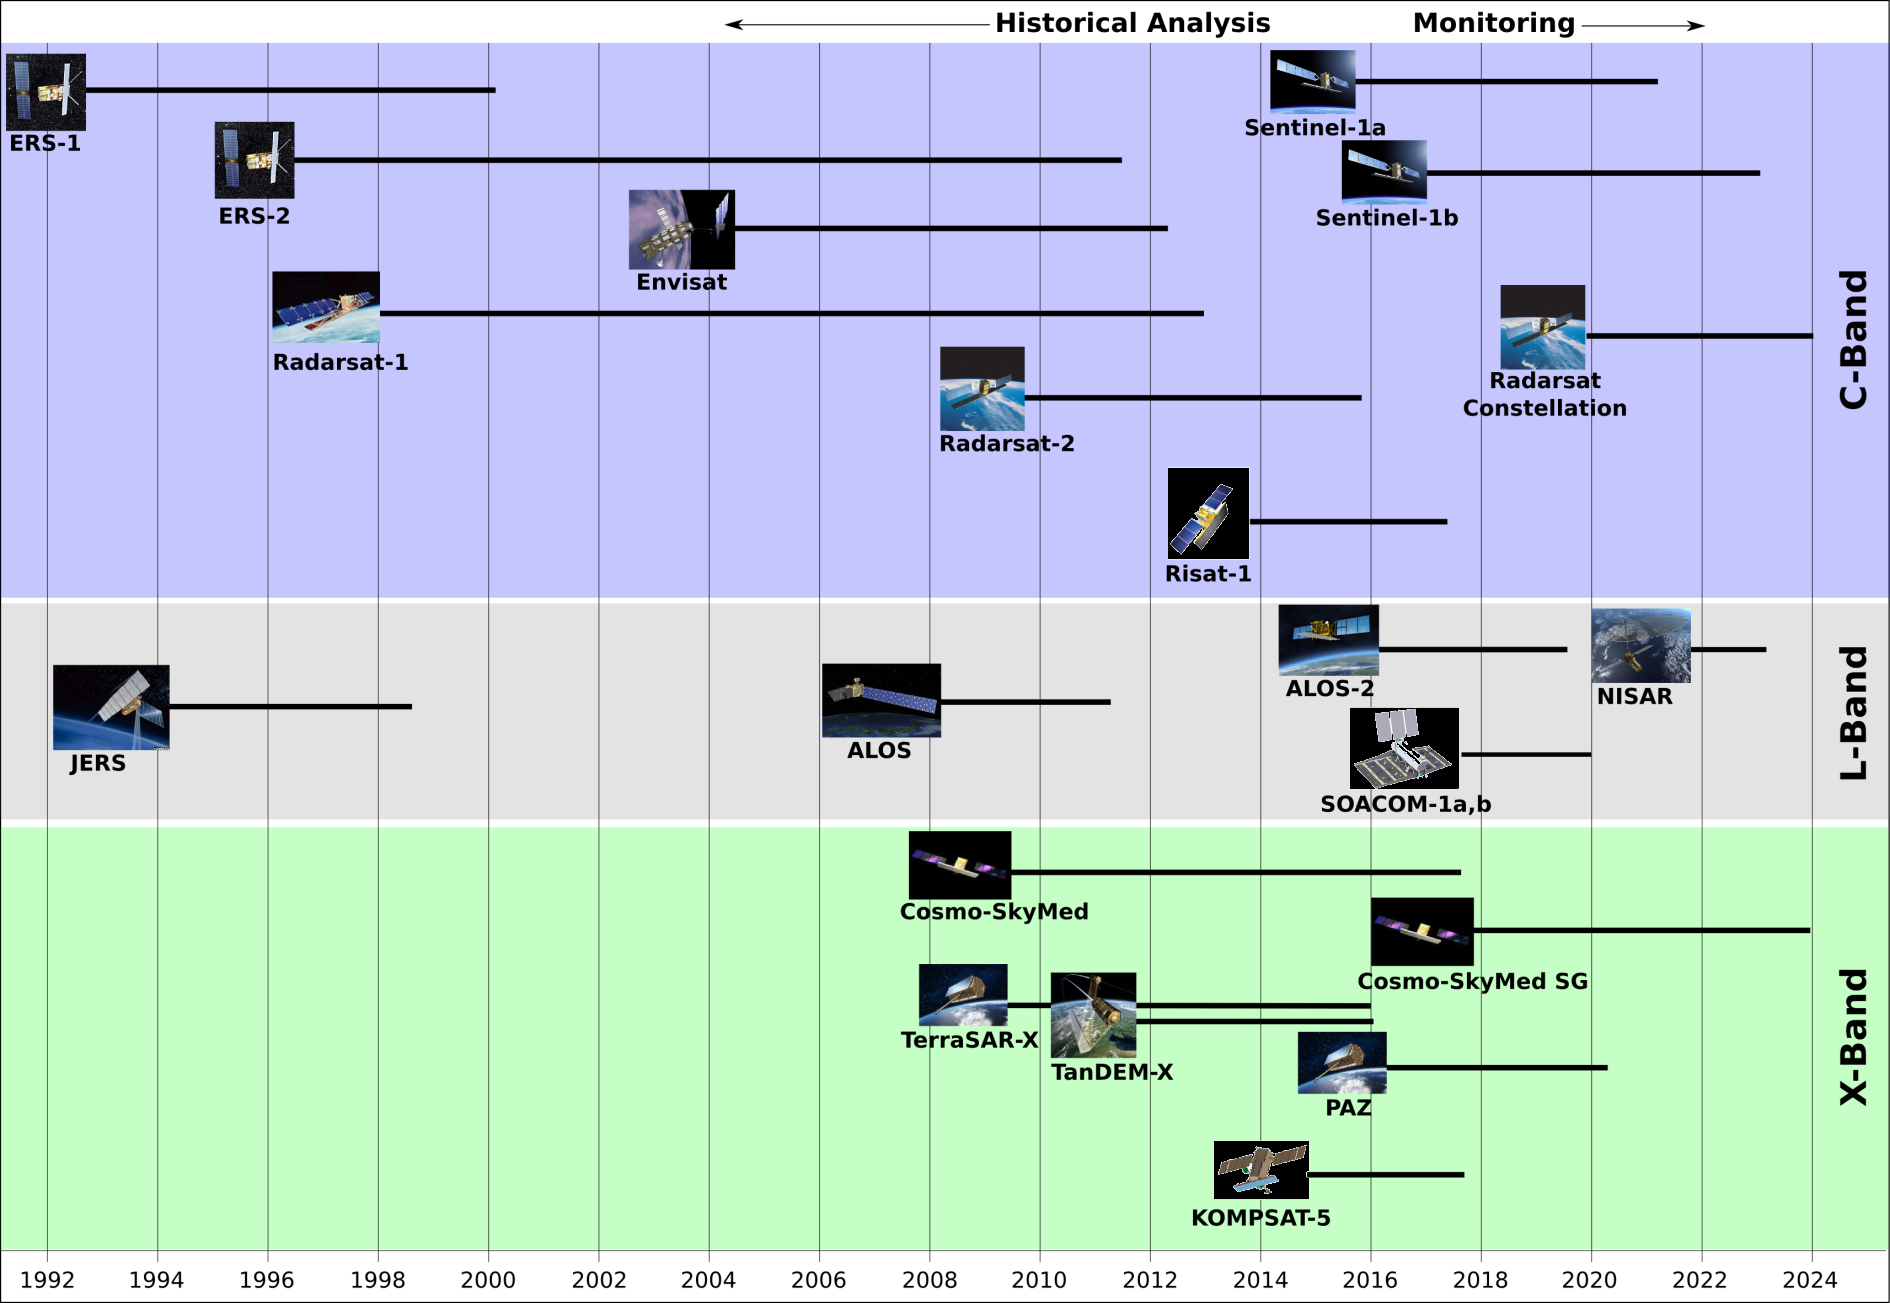 Historical Analysis
Monitoring
ERS-1
ERS-2
Envisat
Radarsat-1
Radarsat-2
Risat-1
Sentinel-1a
Sentinel-1b
Radarsat
Constellation
C-Band
JERS
ALOS
ALOS-2
NISAR
SOACOM-1a,b
L-Band
Cosmo-SkyMed
Cosmo-SkyMed SG
TerraSAR-X
TanDEM-X
PAZ
KOMPSAT-5
X-Band
1992 1994 1996 1998 2000 2002 2004 2006 2008 2010 2012 2014 2016 2018 2020 2022 2024